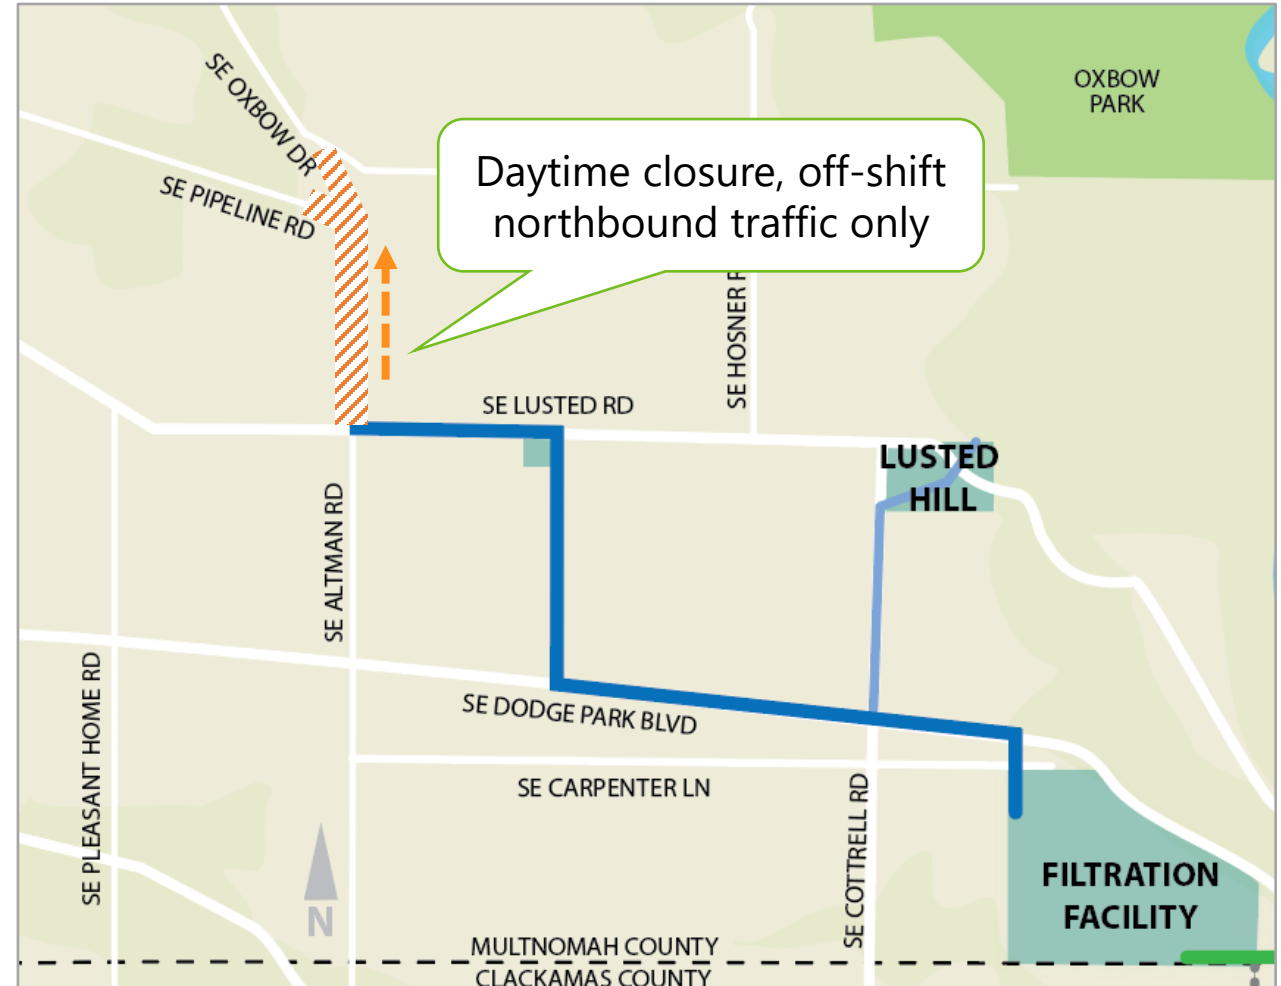 OXBOW
PARK
SE OXBOW DR
Daytime closure, off-shift
northbound traffic only
SE PIPELINE RD
SE HOSNER R
SE LUSTED RD
LUSTED
HILL
SE ALTMAN RD
SE PLEASANT HOME RD
SE DODGE PARK BLVD
SE CARPENTER LN
SE COTTRELL RD
FILTRATION
FACILITY
N
MULTNOMAH COUNTY
CLACKAMAS COUNTY